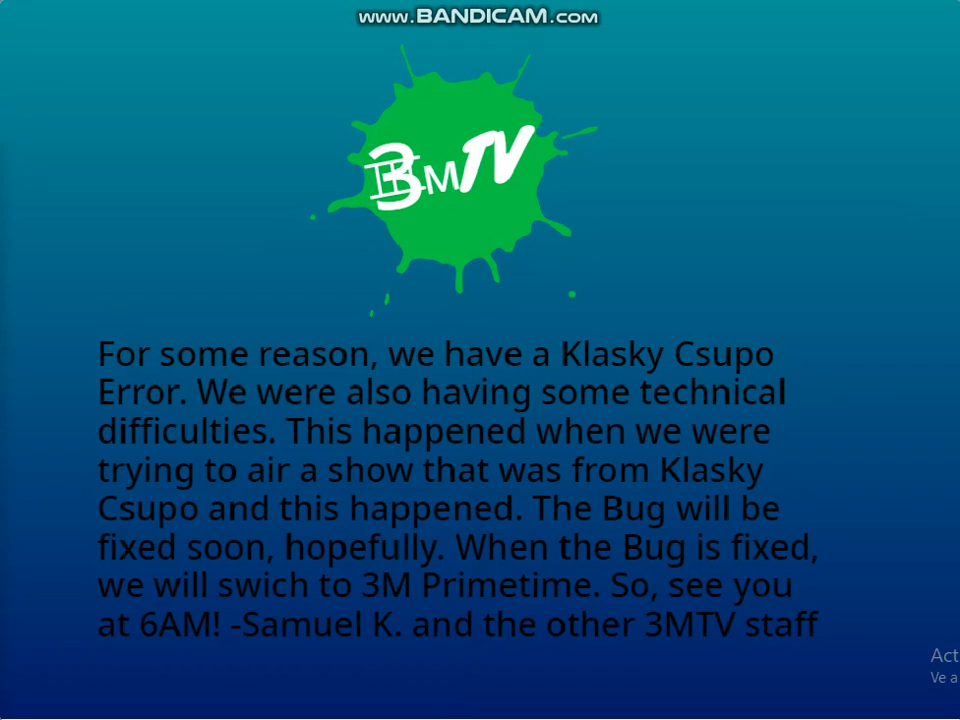 www.BANDICAM.com
3MTV
For some reason, we have a Klasky Csupo
Error. We were also having some technical
difficulties. This happened when we were
trying to air a show that was from Klasky
Csupo and this happened. The Bug will be
fixed soon, hopefully. When the Bug is fixed,
we will swich to 3M Primetime. So, see you
at 6AM! -Samuel K. and the other 3MTV staff
Act
Ve a